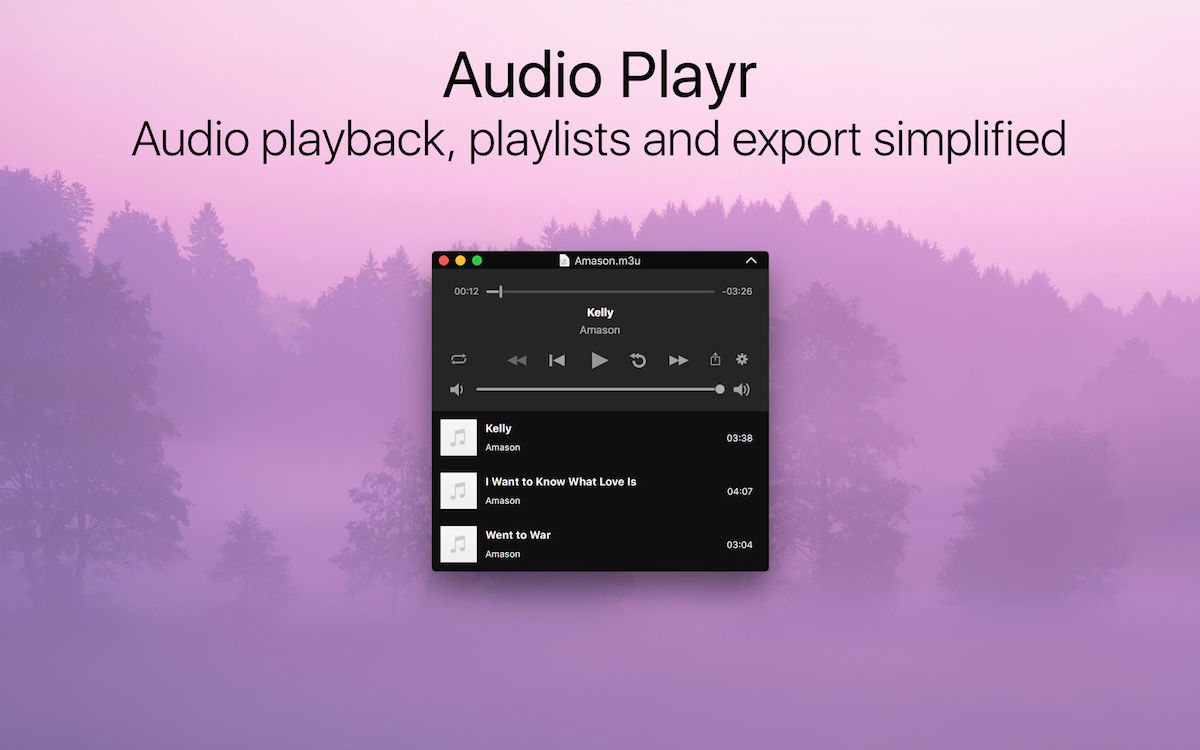 Audio Playr
Audio playback, playlists and export simplified
Amason.m3u
00:12 -03:26
Kelly
Amason
Kelly
Amason
03:38
I Want to Know What Love Is
Amason
04:07
Went to War
Amason
03:04